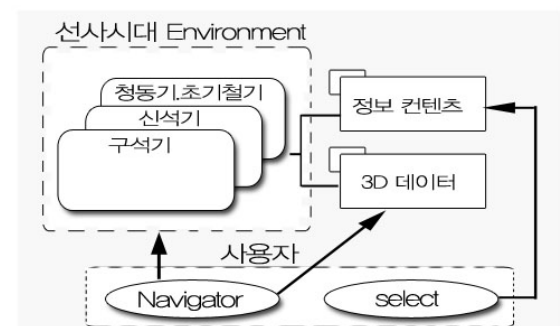 선사시대 Environment
청동기.초기철기
신석기
구석기
정보 컨텐츠
3D 데이터
사용자
Navigator
select